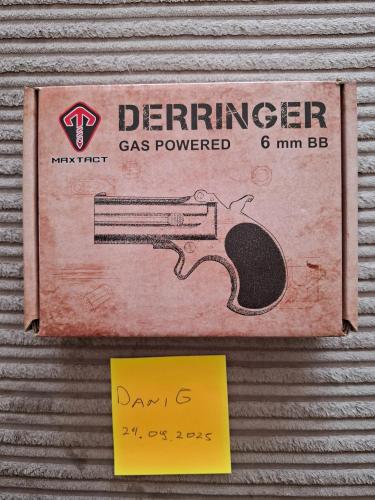 DERRINGER
GAS POWERED 6 mm BB
MAXTACT
DANIG
24.09.2025